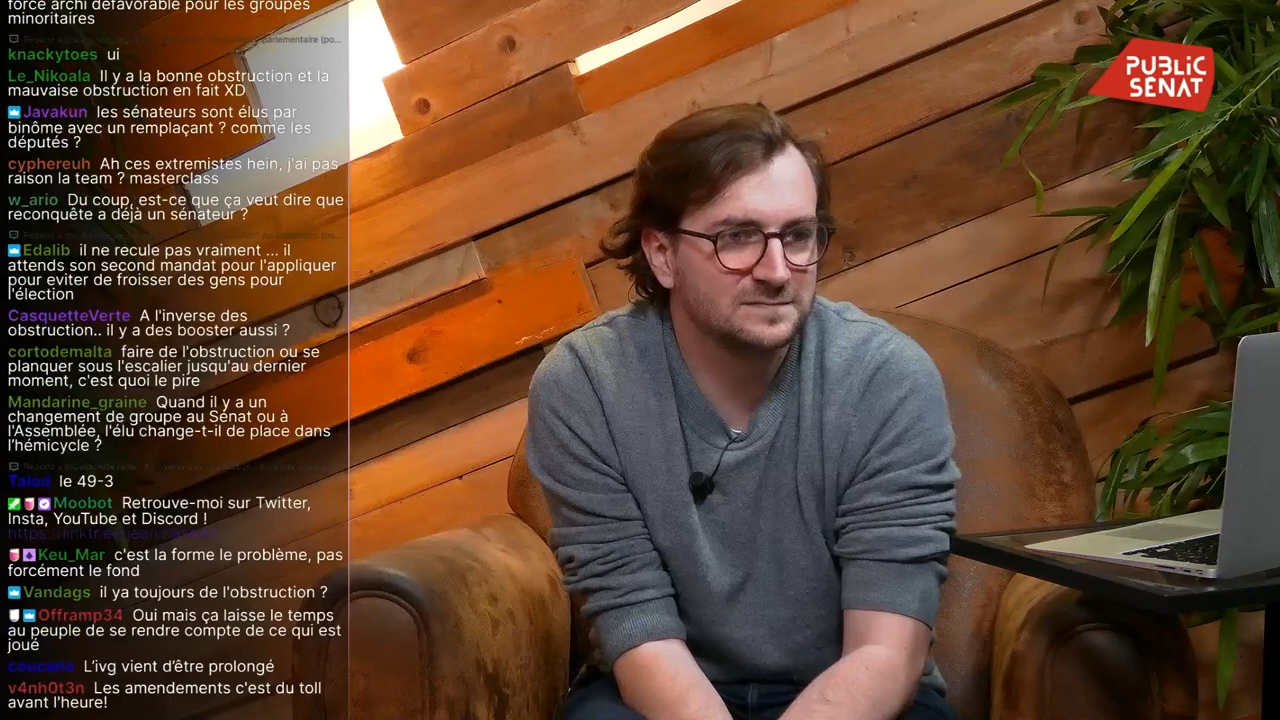 force archi défavorable pour les groupes
minoritaires
knackytoes ui
Le_Nikoala Il y a la bonne obstruction et la
mauvaise obstruction en fait XD
Javakun les sénateurs sont élus par
binôme avec un remplaçant ? comme les
députés ?
cyphereuh Ah ces extremistes hein, j'ai pas
raison la team ? masterclass
w_ario Du coup, est-ce que ça veut dire que
reconquête a déjà un sénateur ?
Edalib il ne recule pas vraiment ... il
attends son second mandat pour l'appliquer
pour eviter de froisser des gens pour
l'élection
CasquetteVerte A l'inverse des
obstruction.. il y a des booster aussi ?
cortodemalta faire de l'obstruction ou se
planquer sous l'escalier jusqu'au dernier
moment, c'est quoi le pire
Mandarine_graine Quand il y a un
changement de groupe au Sénat ou à
l'Assemblée, l'élu change-t-il de place dans
l'hémicycle ?
le 49-3
Moobot Retrouve-moi sur Twitter,
Insta, YouTube et Discord !
Keu_Mar c'est la forme le problème, pas
forcément le fond
Vandags il ya toujours de l'obstruction ?
Offramp34 Oui mais ça laisse le temps
au peuple de se rendre compte de ce qui est
joué
coucano L'ivg vient d'être prolongé
v4nh0t3n Les amendements c'est du toll
avant l'heure!
PUBLIC
SÉNAT